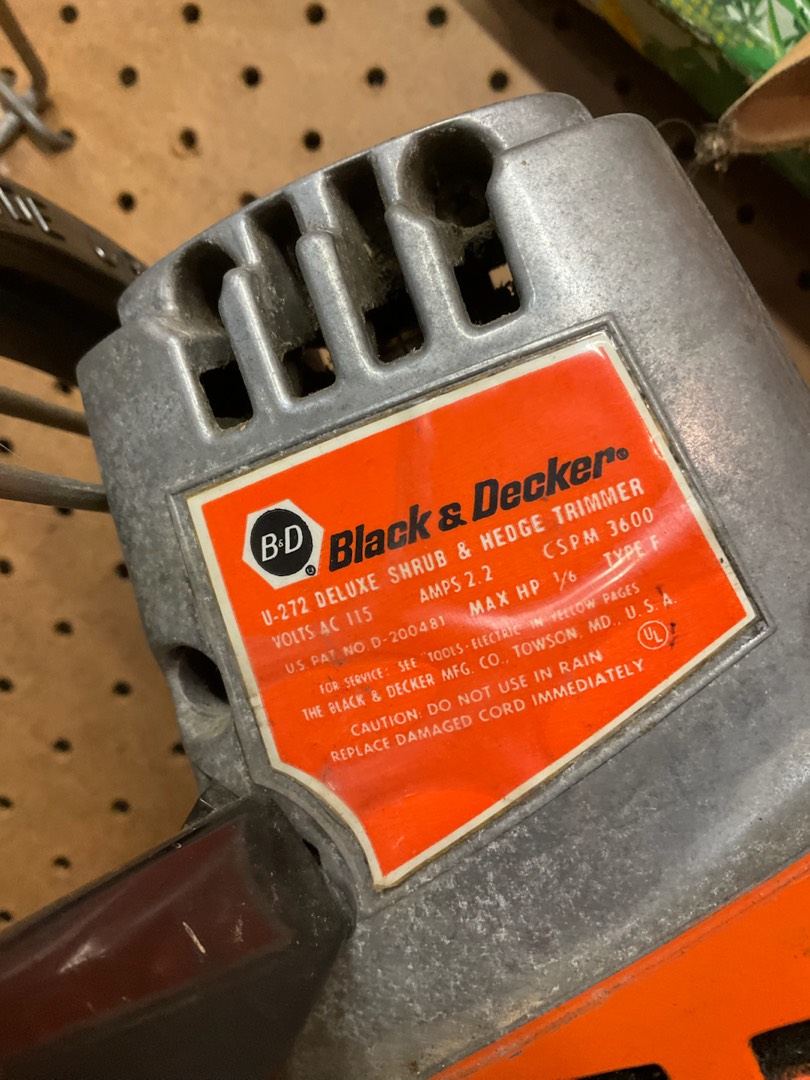 B&D ® Black & Decker®
U-272 DELUXE SHRUB & HEDGE TRIMMER
VOLTS AC 115 AMPS 2.2 CSPM 3600
U.S. PAT. NO. D-200481 MAX HP 1/6 TYPE F
FOR SERVICE: SEE "TOOLS-ELECTRIC" IN YELLOW PAGES
THE BLACK & DECKER MFG. CO., TOWSON, MD., U.S.A.
UL
CAUTION: DO NOT USE IN RAIN
REPLACE DAMAGED CORD IMMEDIATELY